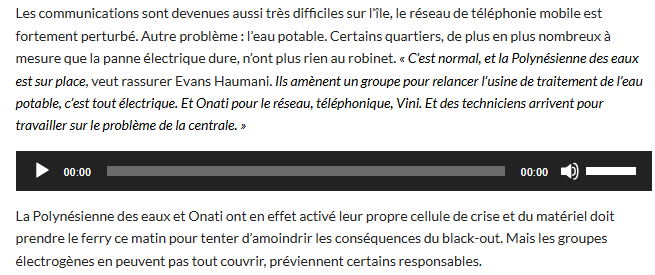 Les communications sont devenues aussi très difficiles sur l'île, le réseau de téléphonie mobile est
fortement perturbé. Autre problème : l'eau potable. Certains quartiers, de plus en plus nombreux à
mesure que la panne électrique dure, n'ont plus rien au robinet. « C'est normal, et la Polynésienne des eaux
est sur place, veut rassurer Evans Haumani. Ils amènent un groupe pour relancer l'usine de traitement de l'eau
potable, c'est tout électrique. Et Onati pour le réseau, téléphonique, Vini. Et des techniciens arrivent pour
travailler sur le problème de la centrale. »
00:00 00:00
La Polynésienne des eaux et Onati ont en effet activé leur propre cellule de crise et du matériel doit
prendre le ferry ce matin pour tenter d'amoindrir les conséquences du black-out. Mais les groupes
électrogènes en peuvent pas tout couvrir, préviennent certains responsables.